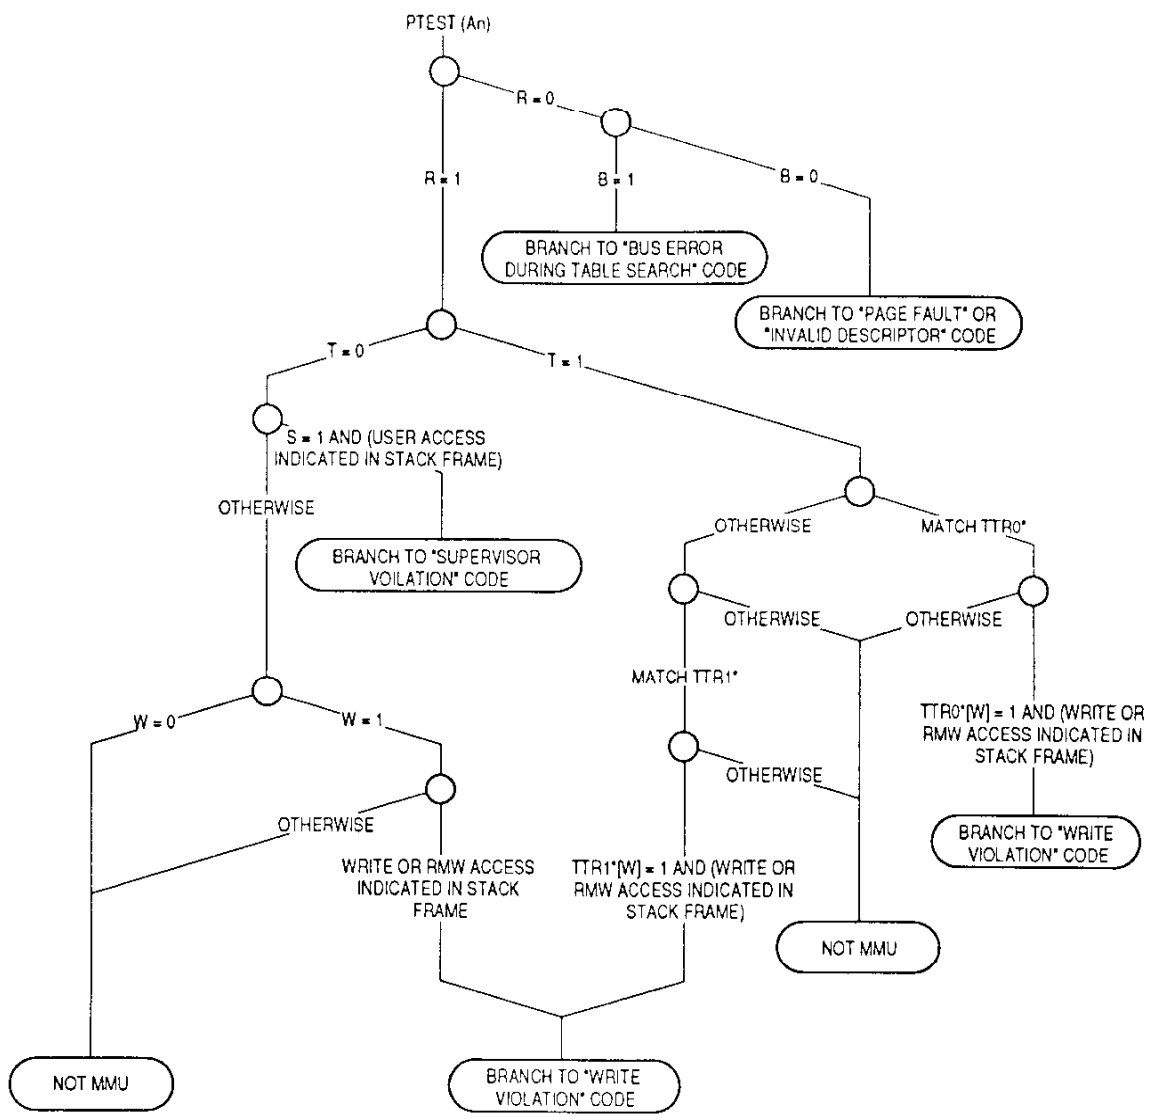 PTEST (An)
R = 0
R = 1
B = 1
B = 0
BRANCH TO "BUS ERROR
DURING TABLE SEARCH" CODE
BRANCH TO "PAGE FAULT" OR
"INVALID DESCRIPTOR" CODE
T = 0
T = 1
S = 1 AND (USER ACCESS
INDICATED IN STACK FRAME)
OTHERWISE
BRANCH TO "SUPERVISOR
VOILATION" CODE
OTHERWISE
MATCH TTR0*
OTHERWISE
OTHERWISE
MATCH TTR1*
W = 0
W = 1
TTR0*[W] = 1 AND (WRITE OR
RMW ACCESS INDICATED IN
STACK FRAME)
OTHERWISE
OTHERWISE
BRANCH TO "WRITE
VIOLATION" CODE
WRITE OR RMW ACCESS
INDICATED IN STACK
FRAME
TTR1*[W] = 1 AND (WRITE OR
RMW ACCESS INDICATED IN
STACK FRAME)
NOT MMU
NOT MMU
BRANCH TO "WRITE
VIOLATION" CODE